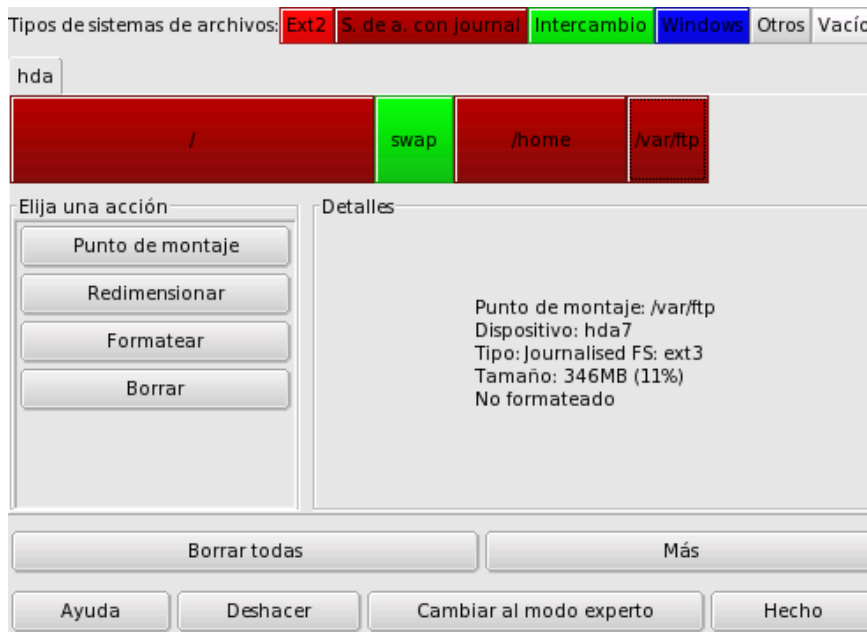 Tipos de sistemas de archivos: Ext2 S. de a. con journal Intercambio Windows Otros Vacío
hda
/ swap /home /var/ftp
Elija una acción
Detalles
Punto de montaje
Redimensionar
Formatear
Borrar
Punto de montaje: /var/ftp
Dispositivo: hda7
Tipo: Journalised FS: ext3
Tamaño: 346MB (11%)
No formateado
Borrar todas Más
Ayuda Deshacer Cambiar al modo experto Hecho